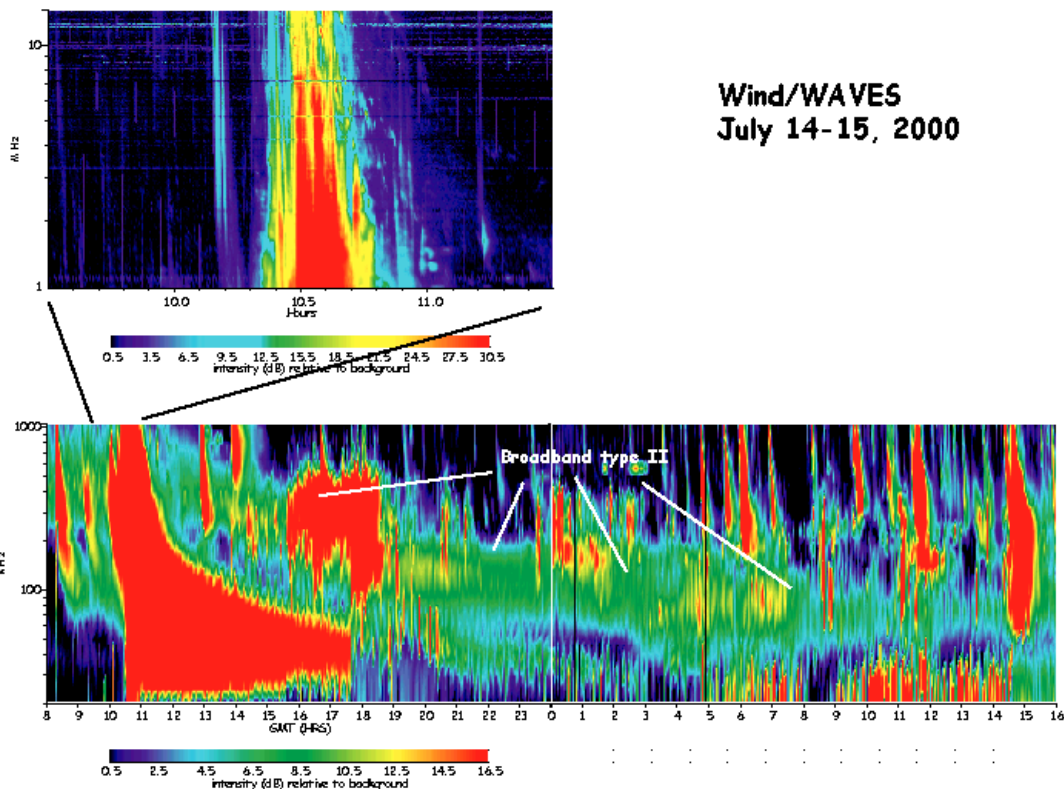 10
MHz
1
10.0 10.5 11.0
Hours
Wind/WAVES
July 14-15, 2000
0.5 3.5 6.5 9.5 12.5 15.5 18.5 21.5 24.5 27.5 30.5
intensity (dB) relative to background
1000
100
kHz
Broadband type II
8 9 10 11 12 13 14 15 16 17 18 19 20 21 22 23 0 1 2 3 4 5 6 7 8 9 10 11 12 13 14 15 16
GMT (HRS)
0.5 2.5 4.5 6.5 8.5 10.5 12.5 14.5 16.5
intensity (dB) relative to background